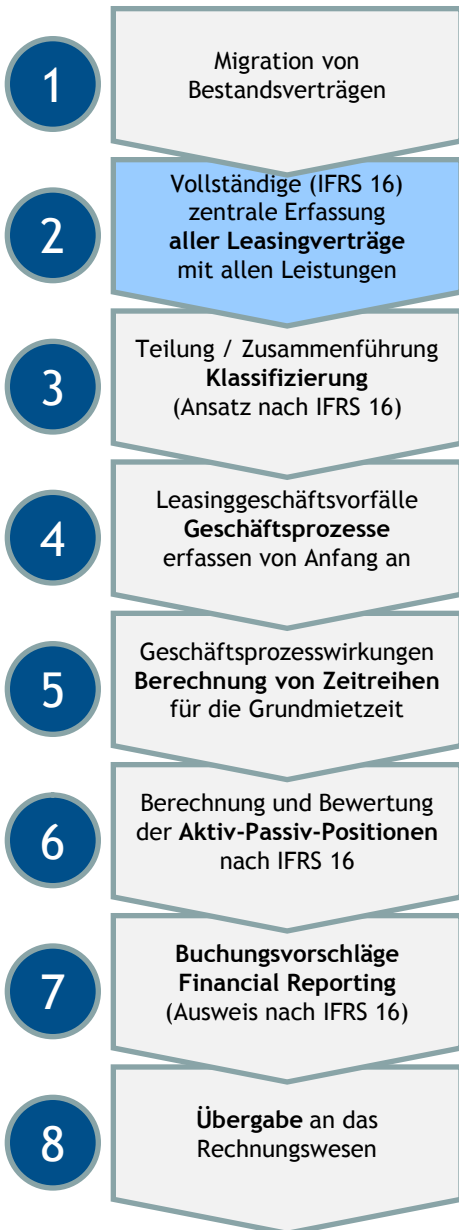 1
Migration von
Bestandsverträgen
2
Vollständige (IFRS 16)
zentrale Erfassung
aller Leasingverträge
mit allen Leistungen
3
Teilung / Zusammenführung
Klassifizierung
(Ansatz nach IFRS 16)
4
Leasinggeschäftsvorfälle
Geschäftsprozesse
erfassen von Anfang an
5
Geschäftsprozesswirkungen
Berechnung von Zeitreihen
für die Grundmietzeit
6
Berechnung und Bewertung
der Aktiv-Passiv-Positionen
nach IFRS 16
7
Buchungsvorschläge
Financial Reporting
(Ausweis nach IFRS 16)
8
Übergabe an das
Rechnungswesen